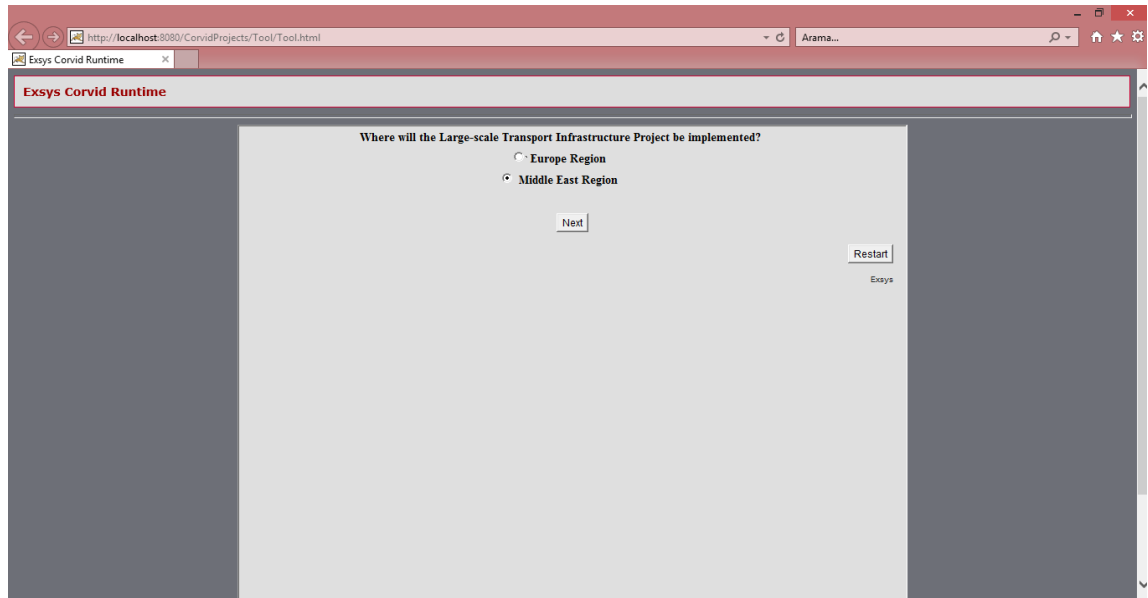 http://localhost:8080/CorvidProjects/Tool/Tool.html
Arama...
Exsys Corvid Runtime
Exsys Corvid Runtime
Where will the Large-scale Transport Infrastructure Project be implemented?
Europe Region
Middle East Region
Next
Restart
Exsys